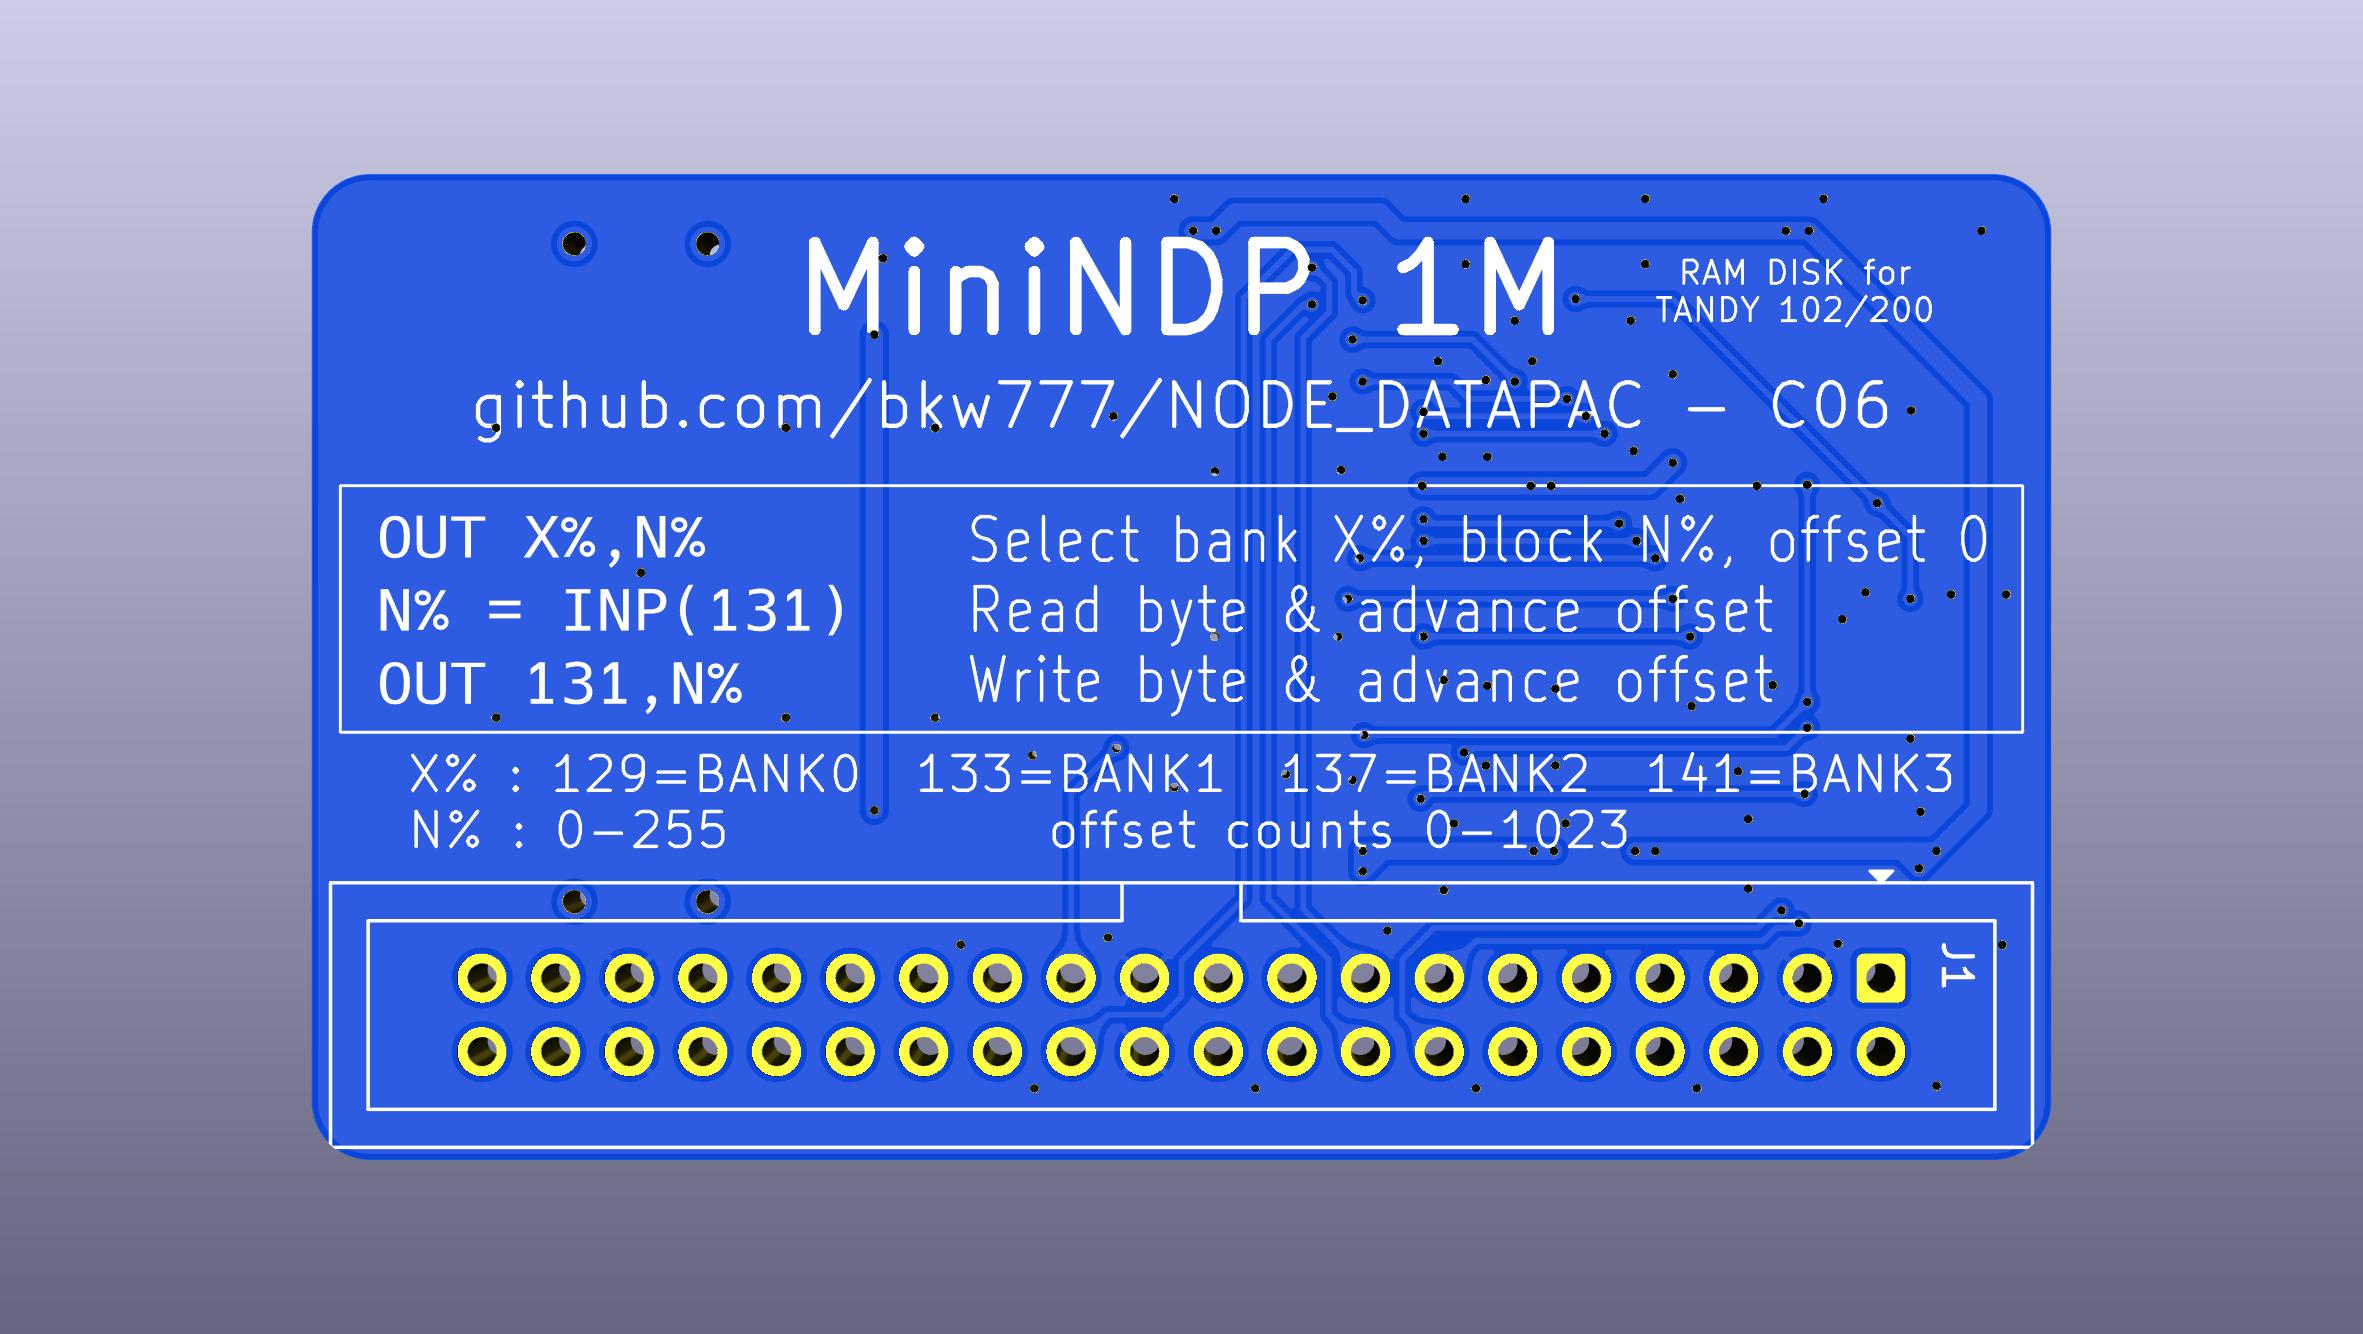 MiniNDP 1M
RAM DISK for
TANDY 102/200
github.com/bkw777/NODE_DATAPAC - C06
OUT X%,N% Select bank X%, block N%, offset 0
N% = INP(131) Read byte & advance offset
OUT 131,N% Write byte & advance offset
X% : 129=BANK0 133=BANK1 137=BANK2 141=BANK3
N% : 0-255 offset counts 0-1023
J1